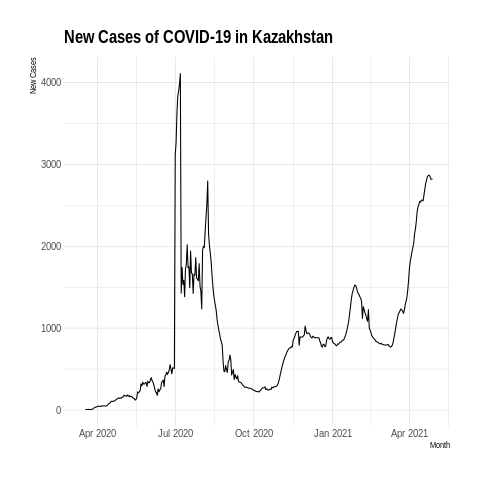 New Cases of COVID-19 in Kazakhstan
New Cases
4000
3000
2000
1000
0
Apr 2020 Jul 2020 Oct 2020 Jan 2021 Apr 2021
Month